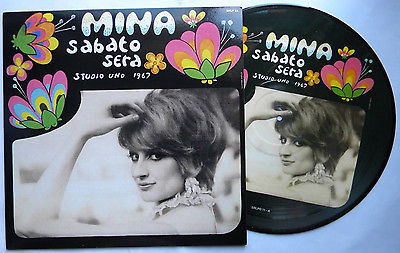 MINA
sabato
sera
STUDIO UNO 1967
MINA
sabato
sera
STUDIO UNO 1967